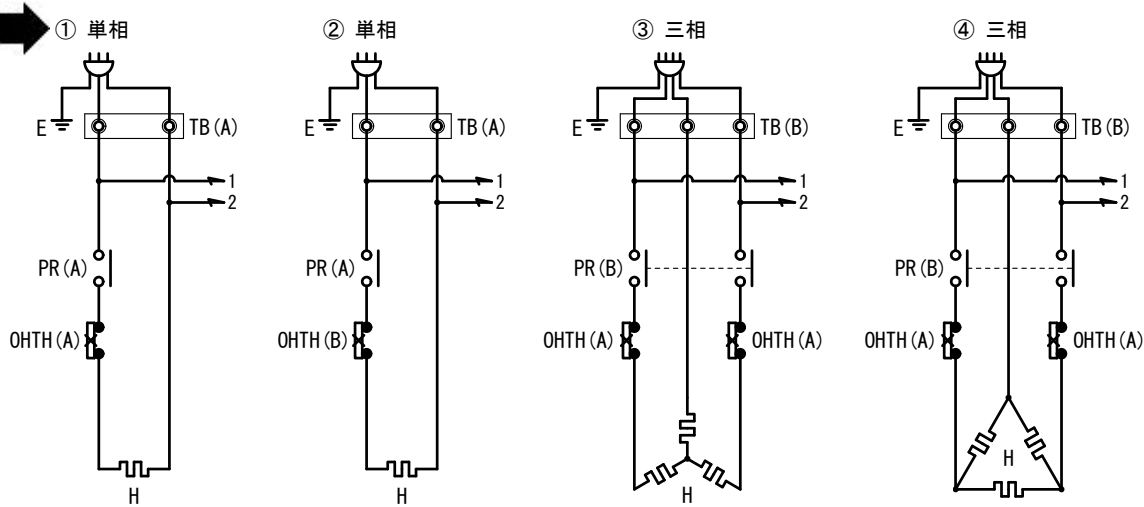 ① 単相
② 単相
③ 三相
④ 三相
E TB(A)
E TB(A)
E TB(B)
E TB(B)
1
1
1
1
2
2
2
2
PR(A)
PR(A)
PR(B)
PR(B)
OHTH(A)
OHTH(B)
OHTH(A) OHTH(A)
OHTH(A) OHTH(A)
H
H
H
H